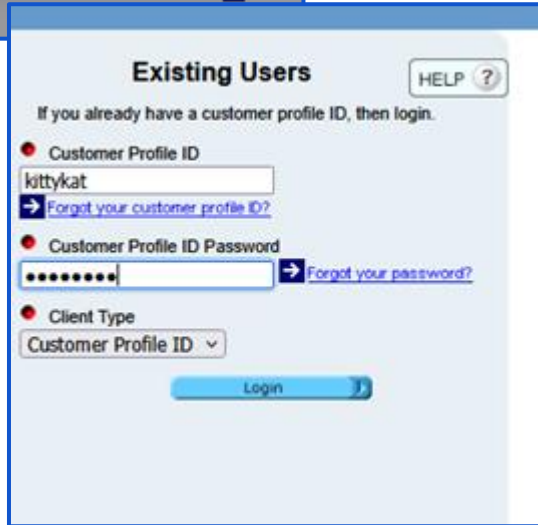 Existing Users
HELP ?
If you already have a customer profile ID, then login.
Customer Profile ID
kittykat
Forgot your customer profile ID?
Customer Profile ID Password
••••••••
Forgot your password?
Client Type
Customer Profile ID
Login